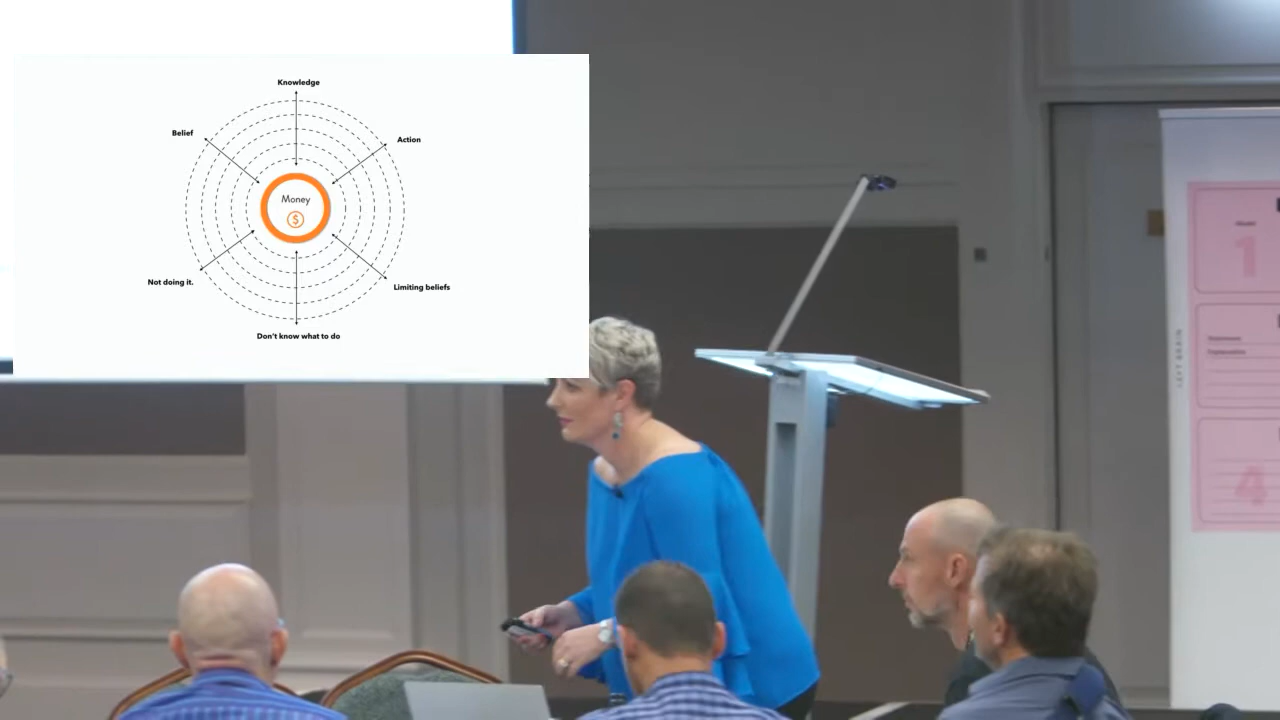 Knowledge
Belief
Action
Money
$
Not doing it.
Limiting beliefs
Don't know what to do
1
4